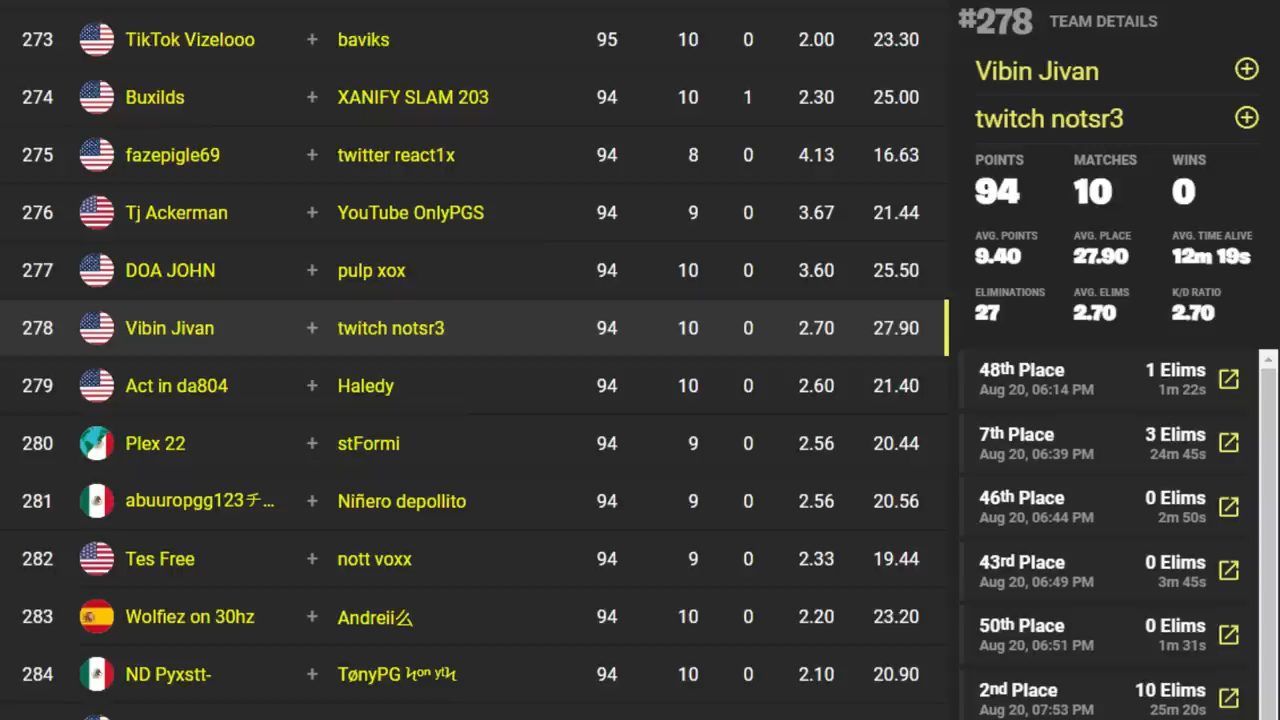 273 TikTok Vizelooo + baviks 95 10 0 2.00 23.30
274 Buxilds + XANIFY SLAM 203 94 10 1 2.30 25.00
275 fazepigle69 + twitter react1x 94 8 0 4.13 16.63
276 Tj Ackerman + YouTube OnlyPGS 94 9 0 3.67 21.44
277 DOA JOHN + pulp xox 94 10 0 3.60 25.50
278 Vibin Jivan + twitch notsr3 94 10 0 2.70 27.90
279 Act in da804 + Haledy 94 10 0 2.60 21.40
280 Plex 22 + stFormi 94 9 0 2.56 20.44
281 abuuropgg123チ... + Niñero depollito 94 9 0 2.56 20.56
282 Tes Free + nott voxx 94 9 0 2.33 19.44
283 Wolfiez on 30hz + Andreii么 94 10 0 2.20 23.20
284 ND Pyxstt- + TønyPG 94 10 0 2.10 20.90
#278 TEAM DETAILS
Vibin Jivan
twitch notsr3
POINTS MATCHES WINS
94 10 0
AVG. POINTS AVG. PLACE AVG. TIME ALIVE
9.40 27.90 12m 19s
ELIMINATIONS AVG. ELIMS K/D RATIO
27 2.70 2.70
48th Place 1 Elims
Aug 20, 06:14 PM 1m 22s
7th Place 3 Elims
Aug 20, 06:39 PM 24m 45s
46th Place 0 Elims
Aug 20, 06:44 PM 2m 50s
43rd Place 0 Elims
Aug 20, 06:49 PM 3m 45s
50th Place 0 Elims
Aug 20, 06:51 PM 1m 31s
2nd Place 10 Elims
Aug 20, 07:53 PM 25m 20s